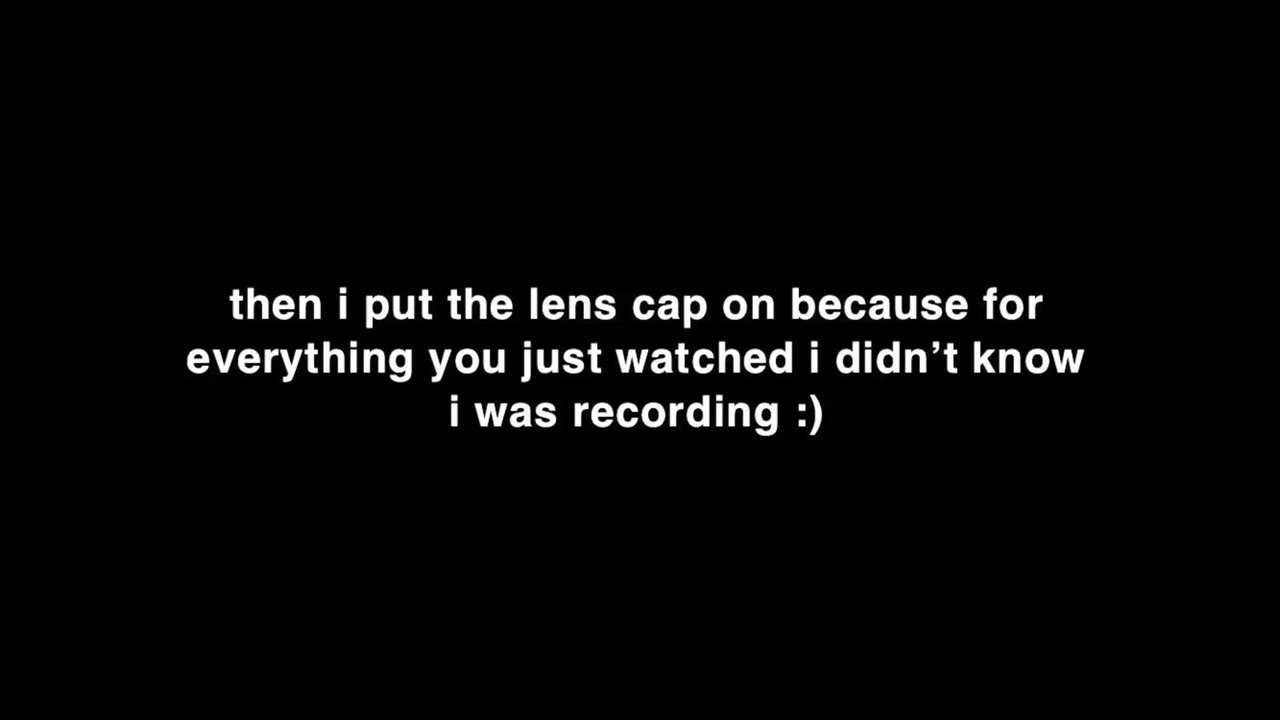 then i put the lens cap on because for
everything you just watched i didn’t know
i was recording :)